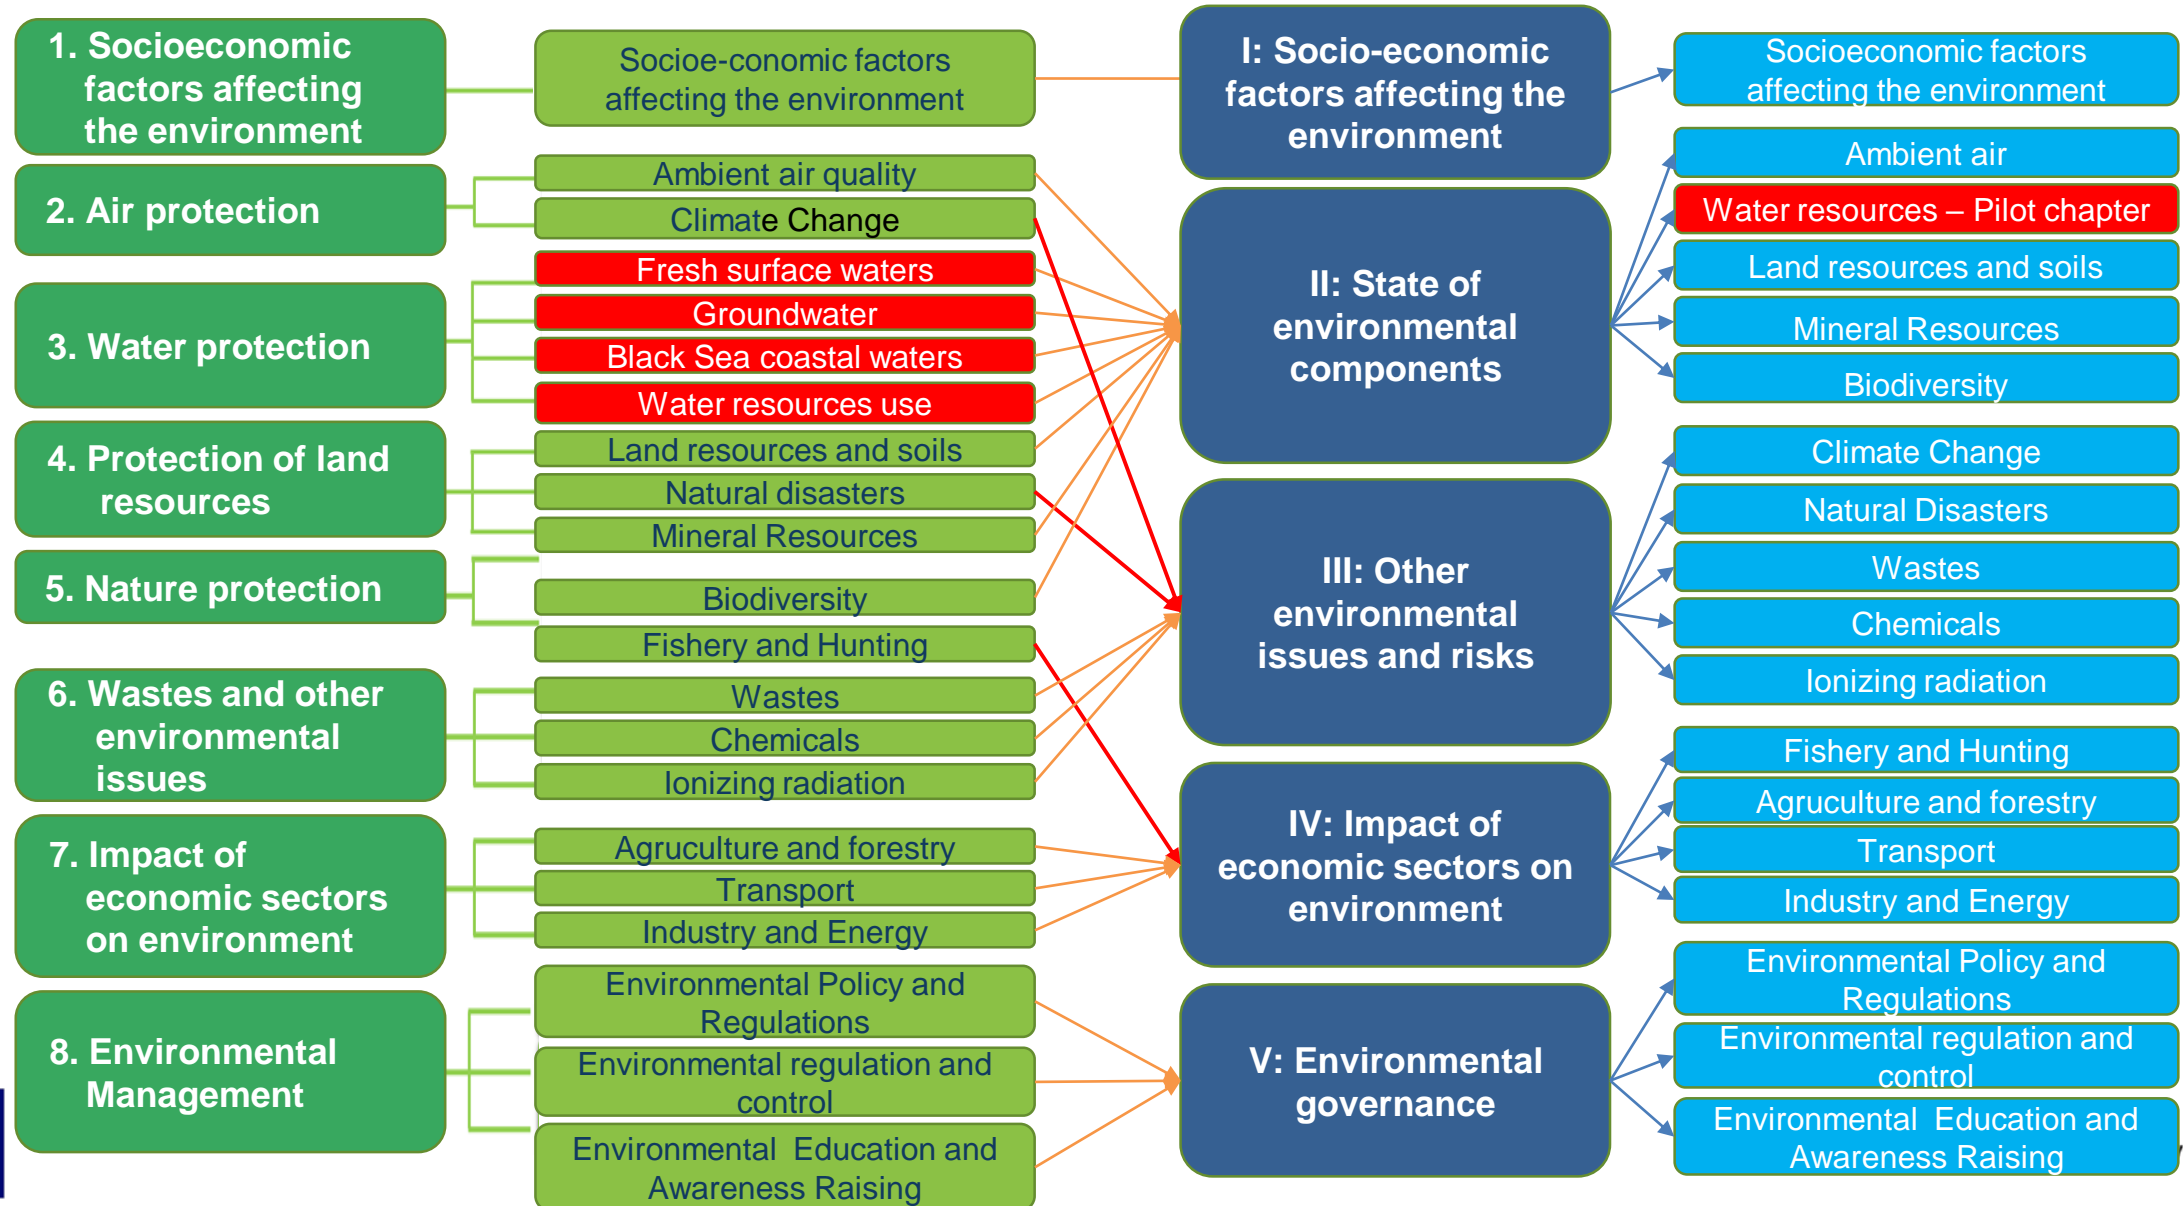 1. Socioeconomic
factors affecting
the environment
2. Air protection
3. Water protection
4. Protection of land
resources
5. Nature protection
6. Wastes and other
environmental
issues
7. Impact of
economic sectors
on environment
8. Environmental
Management
Socioe-conomic factors
affecting the environment
Ambient air quality
Climate Change
Fresh surface waters
Groundwater
Black Sea coastal waters
Water resources use
Land resources and soils
Natural disasters
Mineral Resources
Biodiversity
Fishery and Hunting
Wastes
Chemicals
Ionizing radiation
Agruculture and forestry
Transport
Industry and Energy
Environmental Policy and
Regulations
Environmental regulation and
control
Environmental Education and
Awareness Raising
I: Socio-economic
factors affecting the
environment
II: State of
environmental
components
III: Other
environmental
issues and risks
IV: Impact of
economic sectors on
environment
V: Environmental
governance
Socioeconomic factors
affecting the environment
Ambient air
Water resources – Pilot chapter
Land resources and soils
Mineral Resources
Biodiversity
Climate Change
Natural Disasters
Wastes
Chemicals
Ionizing radiation
Fishery and Hunting
Agruculture and forestry
Transport
Industry and Energy
Environmental Policy and
Regulations
Environmental regulation and
control
Environmental Education and
Awareness Raising